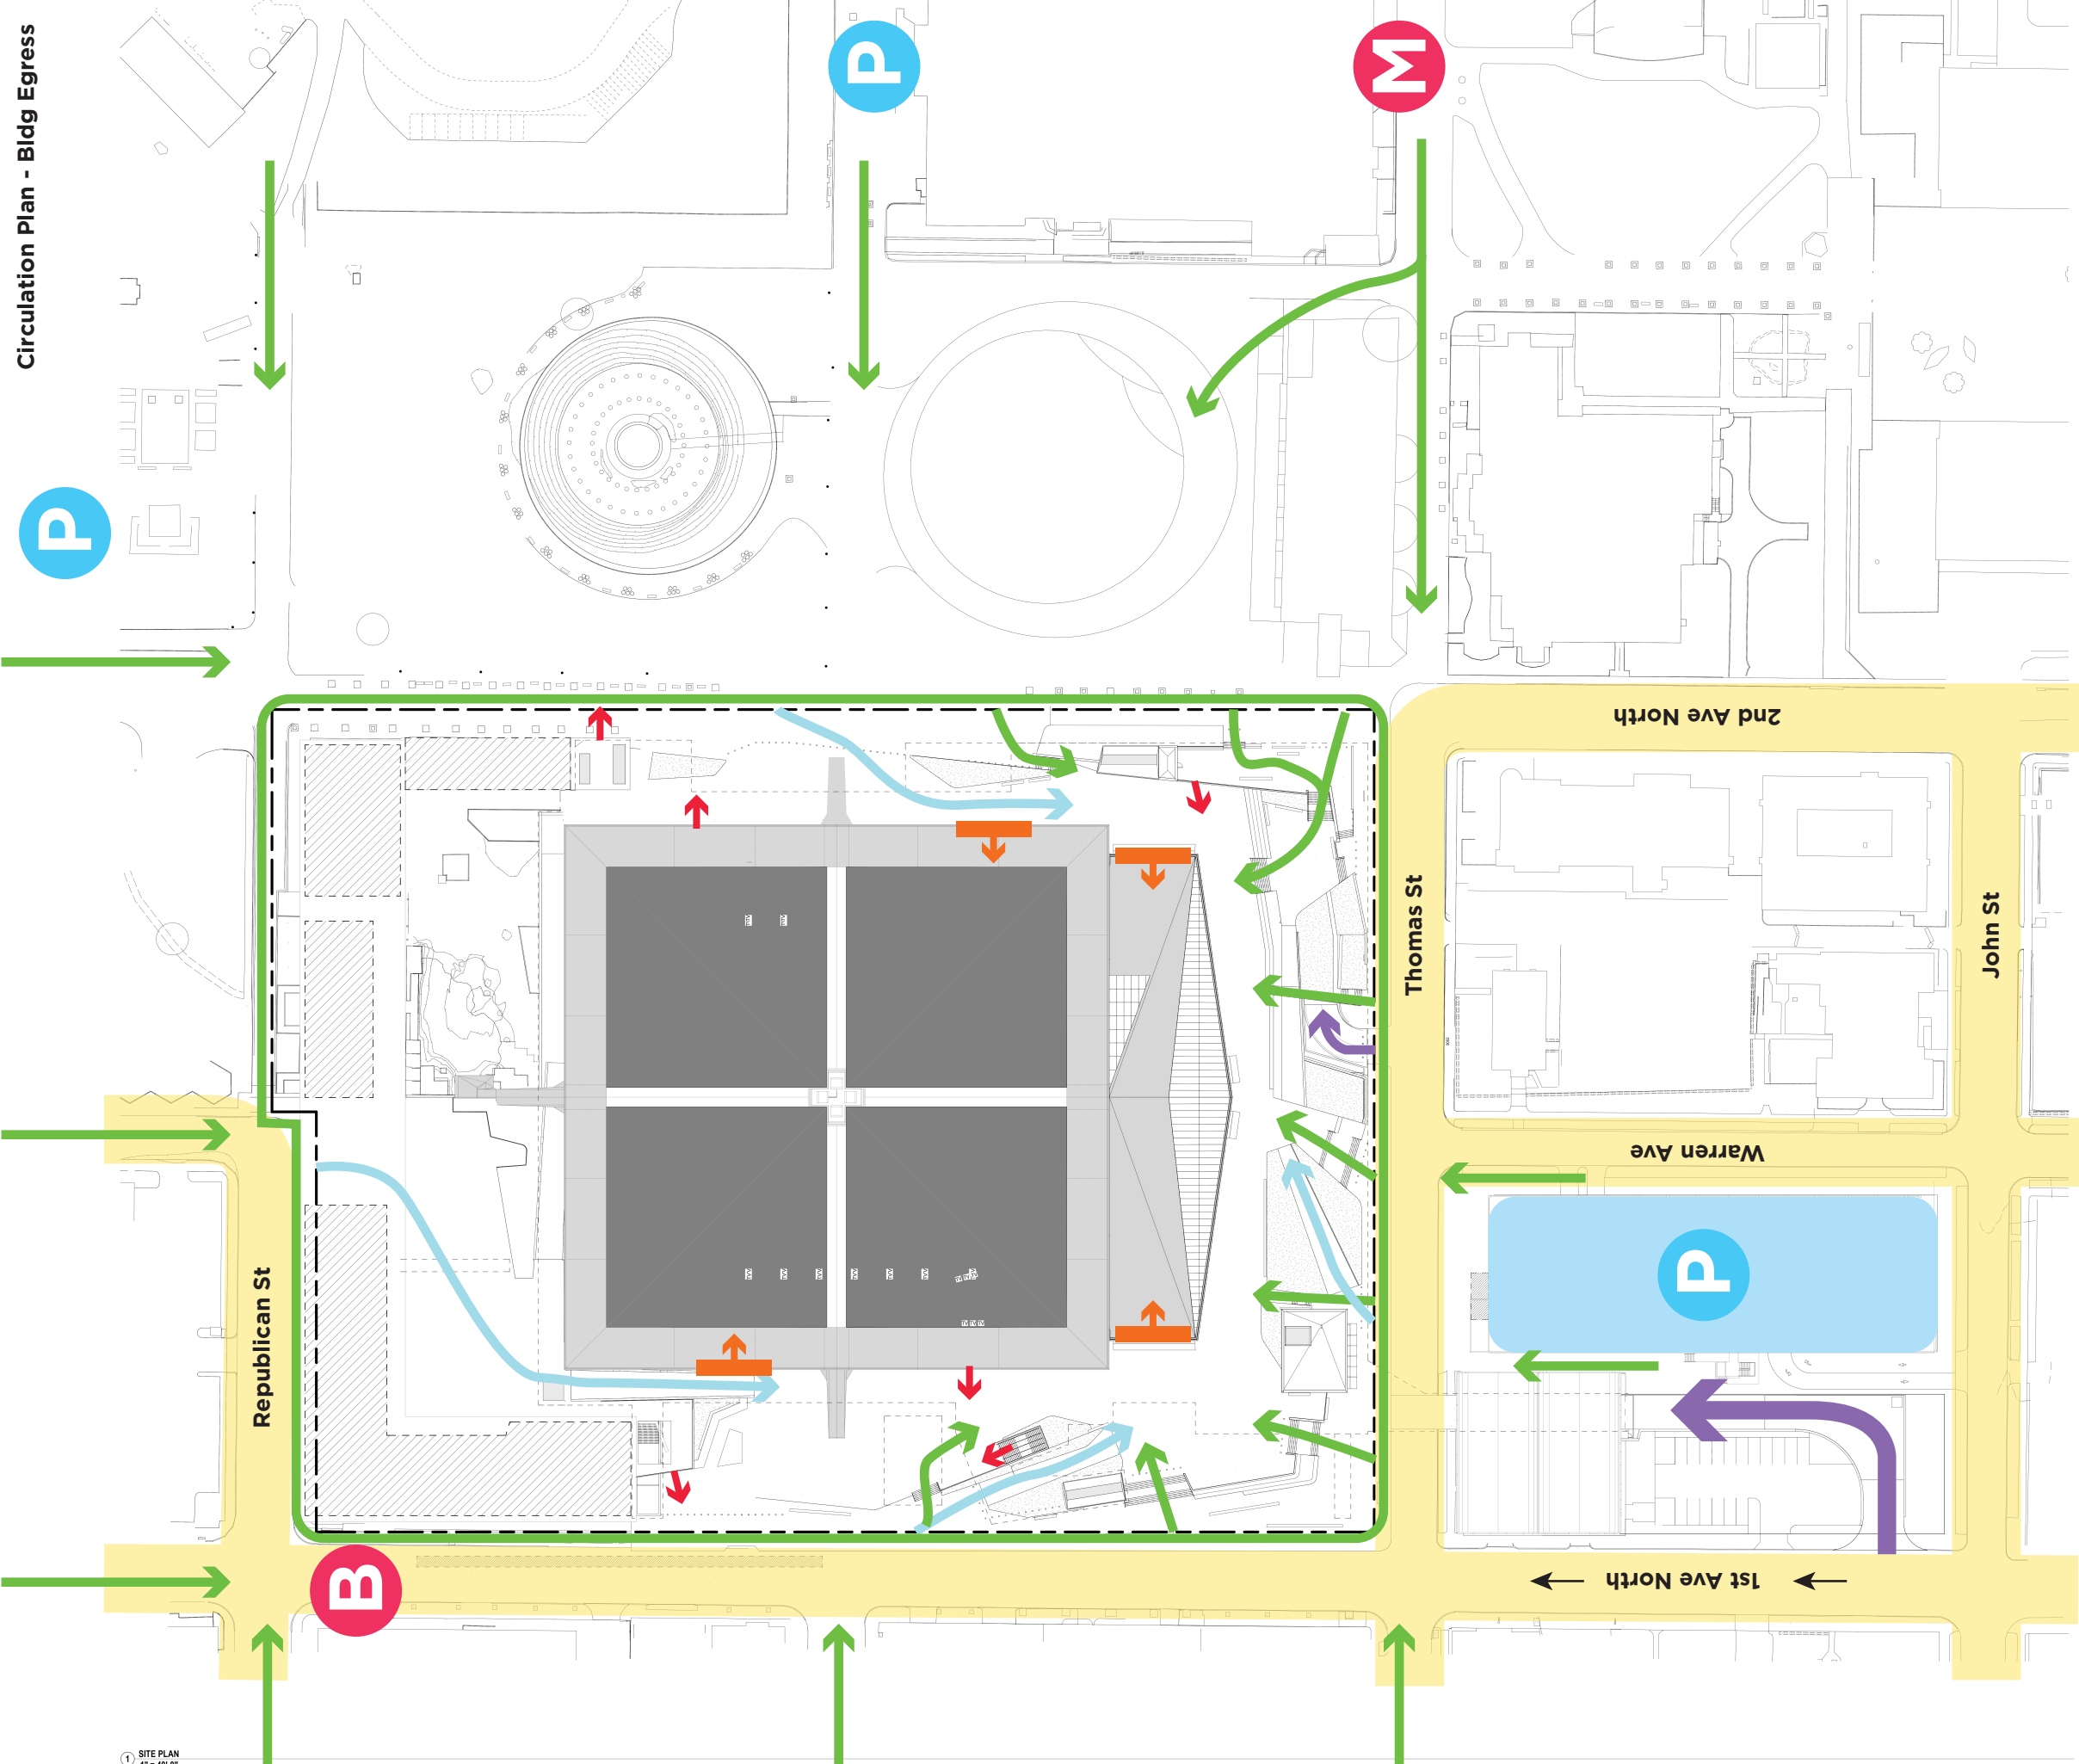 Circulation Plan - Bldg Egress
P
M
P
2nd Ave North
Thomas St
John St
Warren Ave
P
Republican St
B
1st Ave North
1 SITE PLAN